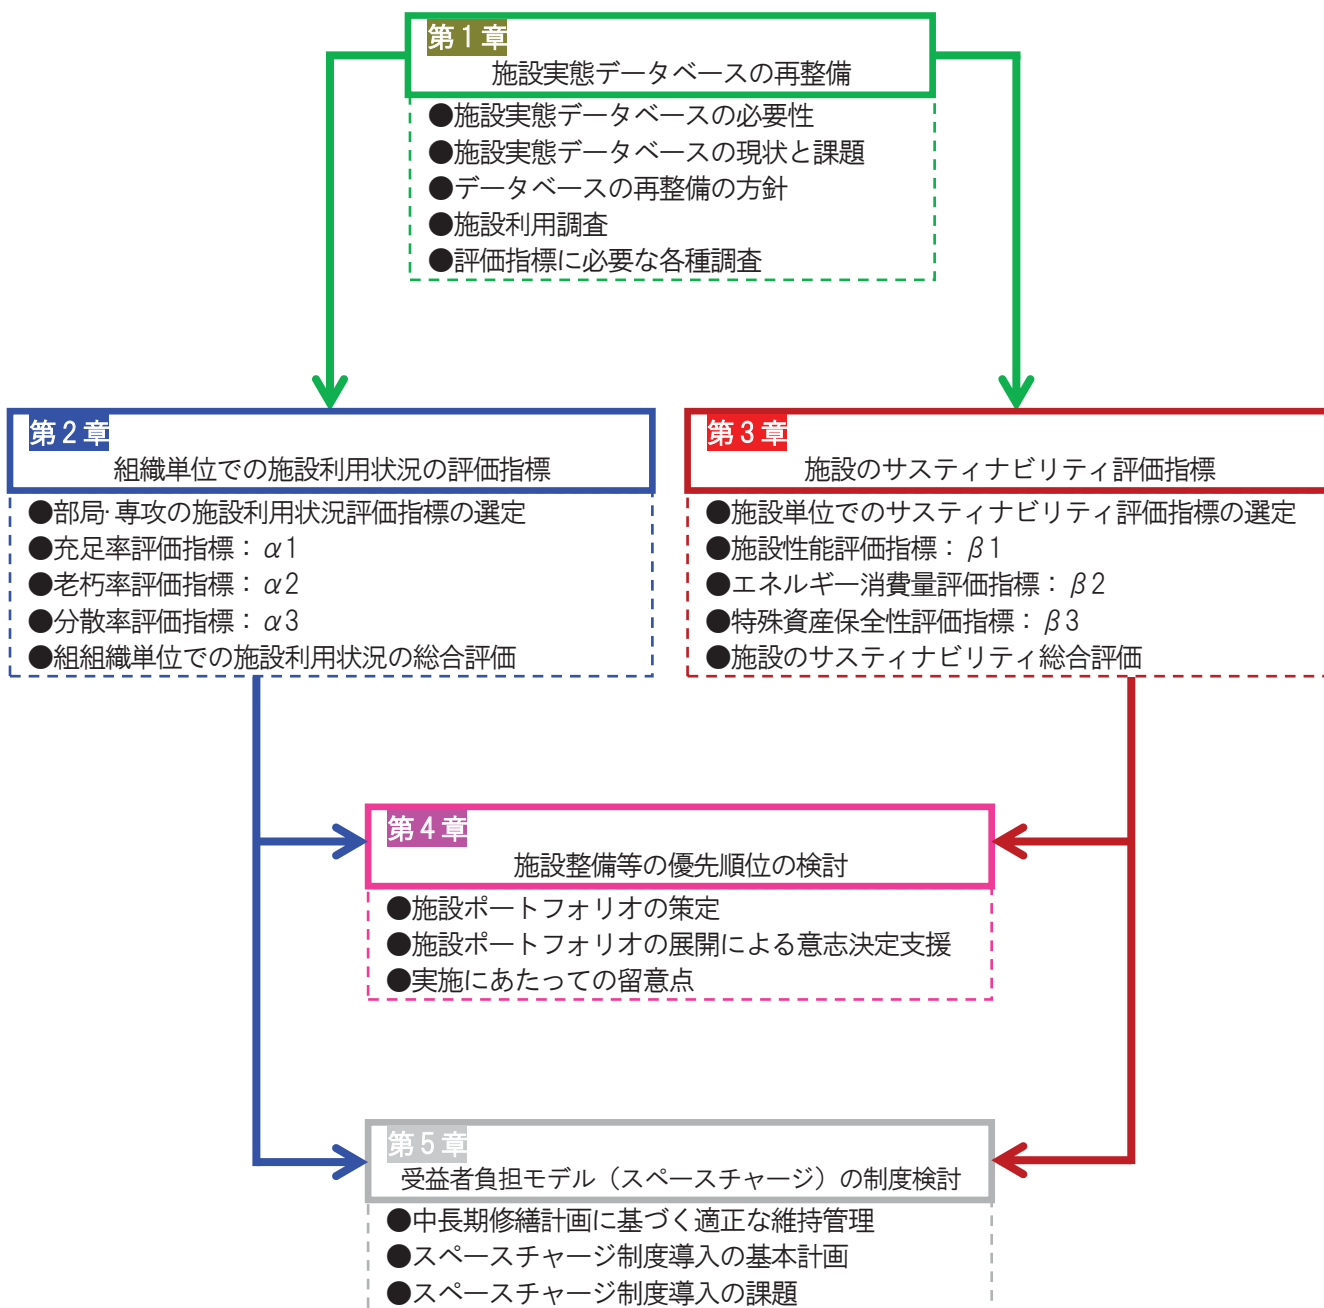 第1章
施設実態データベースの再整備
●施設実態データベースの必要性
●施設実態データベースの現状と課題
●データベースの再整備の方針
●施設利用調査
●評価指標に必要な各種調査
第2章
組織単位での施設利用状況の評価指標
●部局・専攻の施設利用状況評価指標の選定
●充足率評価指標：α1
●老朽率評価指標：α2
●分散率評価指標：α3
●組組織単位での施設利用状況の総合評価
第3章
施設のサスティナビリティ評価指標
●施設単位でのサスティナビリティ評価指標の選定
●施設性能評価指標：β1
●エネルギー消費量評価指標：β2
●特殊資産保全性評価指標：β3
●施設のサスティナビリティ総合評価
第4章
施設整備等の優先順位の検討
●施設ポートフォリオの策定
●施設ポートフォリオの展開による意志決定支援
●実施にあたっての留意点
第5章
受益者負担モデル（スペースチャージ）の制度検討
●中長期修繕計画に基づく適正な維持管理
●スペースチャージ制度導入の基本計画
●スペースチャージ制度導入の課題